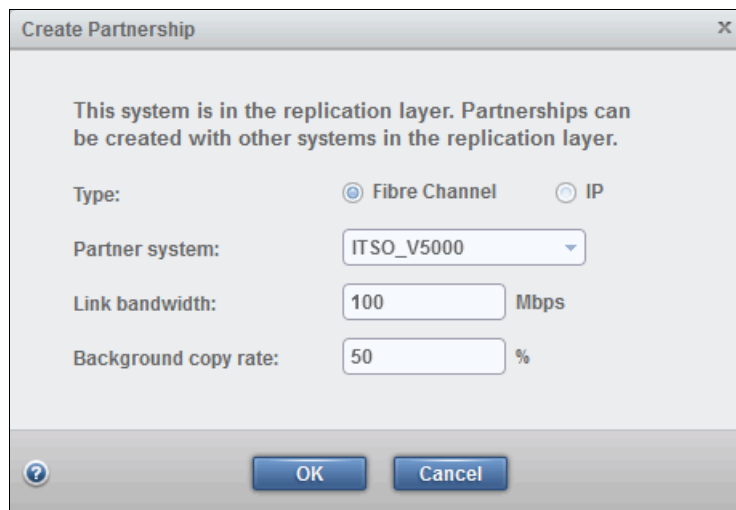 Create Partnership x
This system is in the replication layer. Partnerships can
be created with other systems in the replication layer.
Type: Fibre Channel IP
Partner system: ITSO_V5000
Link bandwidth: 100 Mbps
Background copy rate: 50 %
? OK Cancel